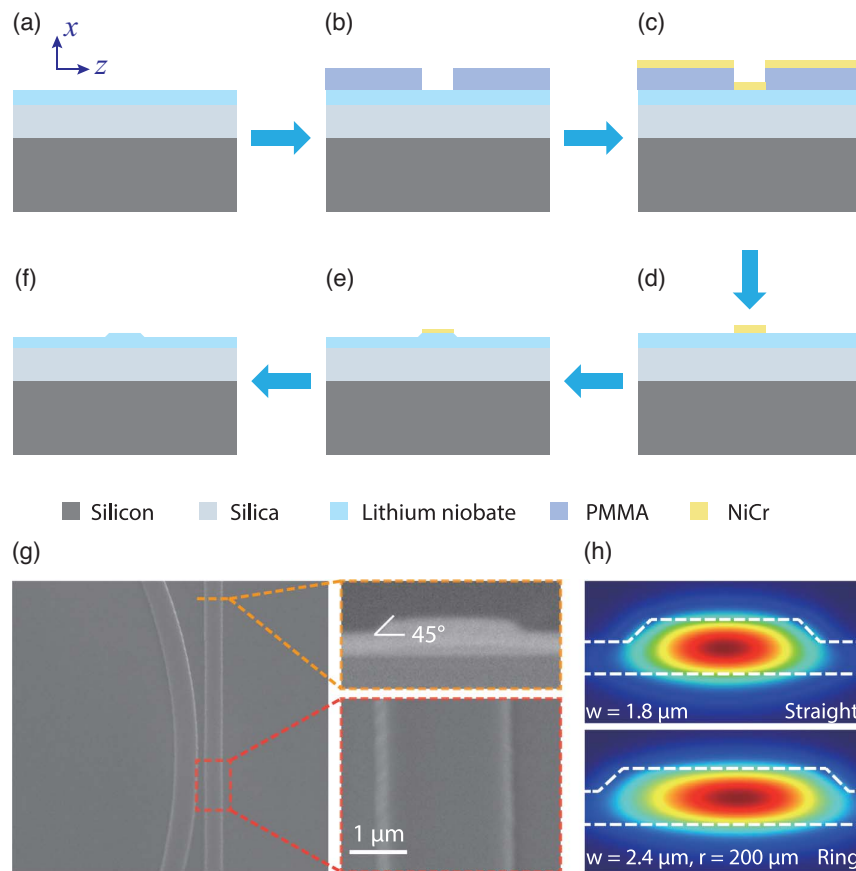 (a)
(b)
(c)
x
z
(f)
(e)
(d)
Silicon
Silica
Lithium niobate
PMMA
NiCr
(g)
(h)
45°
1 µm
w = 1.8 µm
Straight
w = 2.4 µm, r = 200 µm
Ring